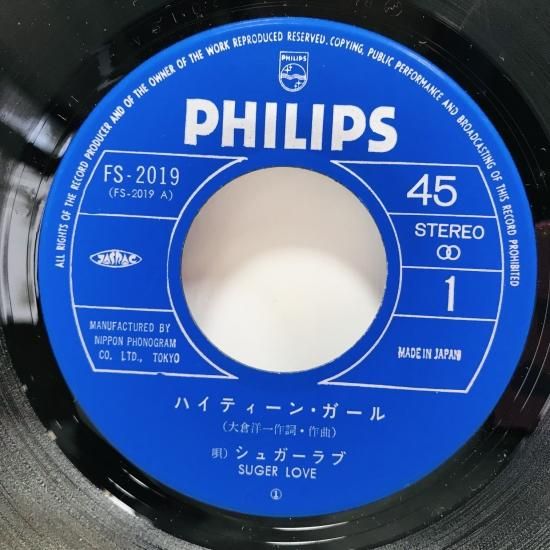 ALL RIGHTS OF THE RECORD PRODUCER AND OF THE OWNER OF THE WORK REPRODUCED RESERVED. COPYING, PUBLIC PERFORMANCE AND BROADCASTING OF THIS RECORD PROHIBITED
PHILIPS
PHILIPS
FS-2019
(FS-2019 A)
45
STEREO
JASRAC
1
MANUFACTURED BY
NIPPON PHONOGRAM
CO. LTD., TOKYO
MADE IN JAPAN
ハイティーン・ガール
(大倉洋一作詞・作曲)
唄) シュガーラブ
SUGER LOVE
①